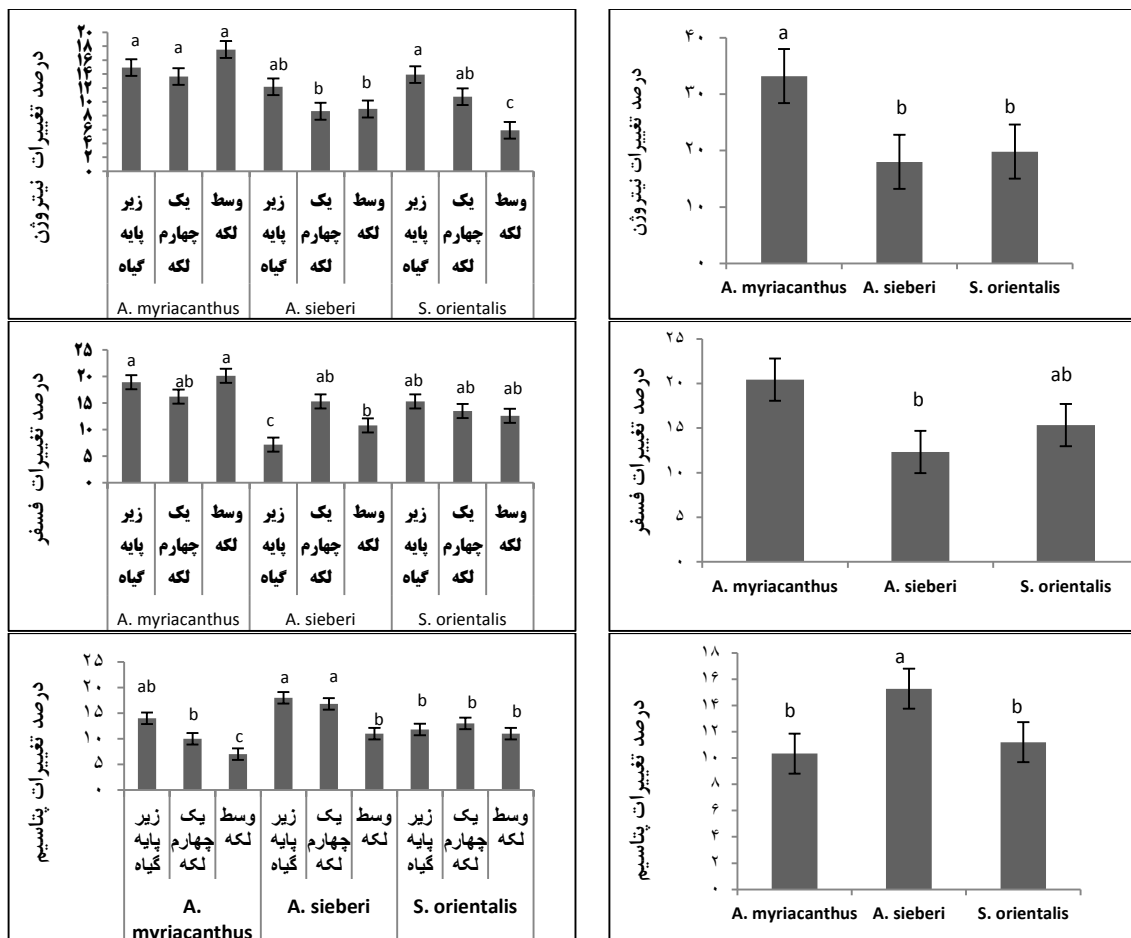 درصد تغییرات نیتروژن
۲۰
۱۸
۱۶
۱۴
۱۲
۱۰
۸
۶
۴
۲
۰
a
a
a
ab
b
b
a
ab
c
زیر پایه گیاه
یک چهارم لکه
وسط لکه
زیر پایه گیاه
یک چهارم لکه
وسط لکه
زیر پایه گیاه
یک چهارم لکه
وسط لکه
A. myriacanthus
A. sieberi
S. orientalis
درصد تغییرات نیتروژن
۴۰
۳۰
۲۰
۱۰
۰
a
b
b
A. myriacanthus
A. sieberi
S. orientalis
درصد تغییرات فسفر
۲۵
۲۰
۱۵
۱۰
۵
۰
a
ab
a
c
ab
b
ab
ab
ab
زیر پایه گیاه
یک چهارم لکه
وسط لکه
زیر پایه گیاه
یک چهارم لکه
وسط لکه
زیر پایه گیاه
یک چهارم لکه
وسط لکه
A. myriacanthus
A. sieberi
S. orientalis
درصد تغییرات فسفر
۲۵
۲۰
۱۵
۱۰
۵
۰
b
ab
A. myriacanthus
A. sieberi
S. orientalis
درصد تغییرات پتاسیم
۲۵
۲۰
۱۵
۱۰
۵
۰
ab
b
c
a
a
b
b
b
b
زیر پایه گیاه
یک چهارم لکه
وسط لکه
زیر پایه گیاه
یک چهارم لکه
وسط لکه
زیر پایه گیاه
یک چهارم لکه
وسط لکه
A.
myriacanthus
A. sieberi
S. orientalis
درصد تغییرات پتاسیم
۱۸
۱۶
۱۴
۱۲
۱۰
۸
۶
۴
۲
۰
b
a
b
A. myriacanthus
A. sieberi
S. orientalis